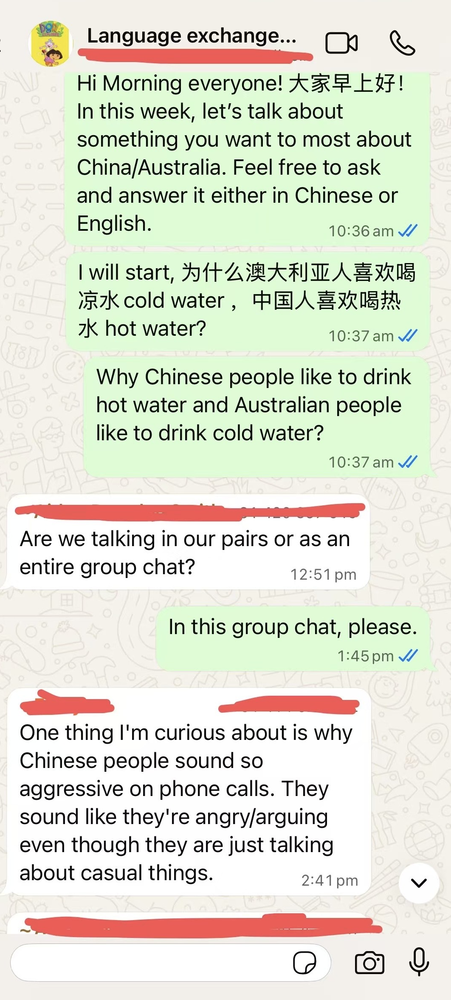 DORA
Language exchange...
Hi Morning everyone! 大家早上好!
In this week, let's talk about
something you want to most about
China/Australia. Feel free to ask
and answer it either in Chinese or
English.
10:36 am
I will start, 为什么澳大利亚人喜欢喝
凉水 cold water ，中国人喜欢喝热
水 hot water?
10:37 am
Why Chinese people like to drink
hot water and Australian people
like to drink cold water?
10:37 am
Are we talking in our pairs or as an
entire group chat?
12:51 pm
In this group chat, please.
1:45 pm
One thing I'm curious about is why
Chinese people sound so
aggressive on phone calls. They
sound like they're angry/arguing
even though they are just talking
about casual things.
2:41 pm